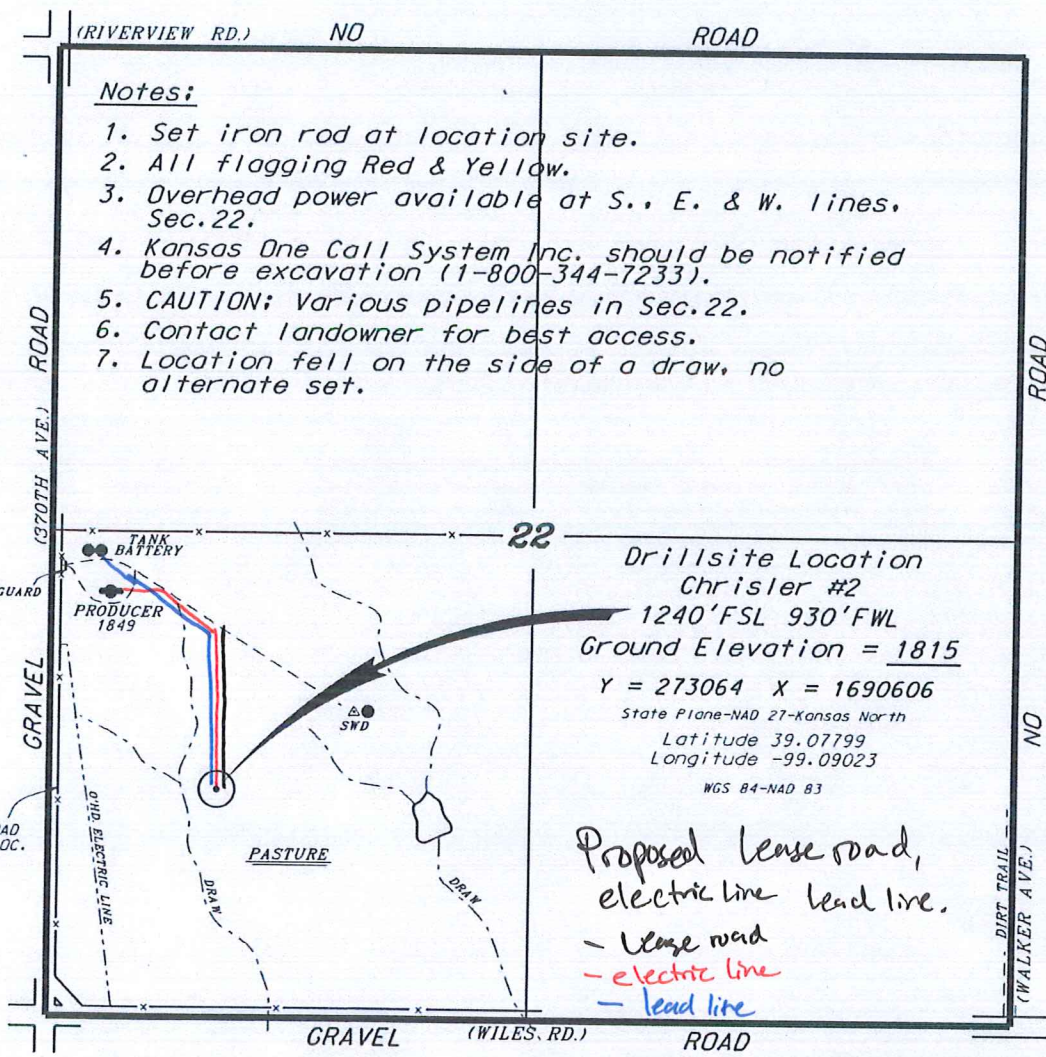 (RIVERVIEW RD.) NO ROAD
Notes:
1. Set iron rod at location site.
2. All flagging Red & Yellow.
3. Overhead power available at S., E. & W. lines,
Sec.22.
4. Kansas One Call System Inc. should be notified
before excavation (1-800-344-7233).
5. CAUTION: Various pipelines in Sec.22.
6. Contact landowner for best access.
7. Location fell on the side of a draw, no
alternate set.
GRAVEL (370TH AVE.) ROAD
22
TANK
BATTERY
GUARD
PRODUCER
1849
SWD
O'HD. ELECTRIC LINE
DRAW
PASTURE
DRAW
OC.
Drillsite Location
Chrisler #2
1240'FSL 930'FWL
Ground Elevation = 1815
Y = 273064 X = 1690606
State Plane-NAD 27-Kansas North
Latitude 39.07799
Longitude -99.09023
WGS 84-NAD 83
Proposed lease road,
electric line lead line.
- lease road
- electric line
- lead line
NO ROAD
DIRT TRAIL
(WALKER AVE.)
GRAVEL (WILES RD.) ROAD